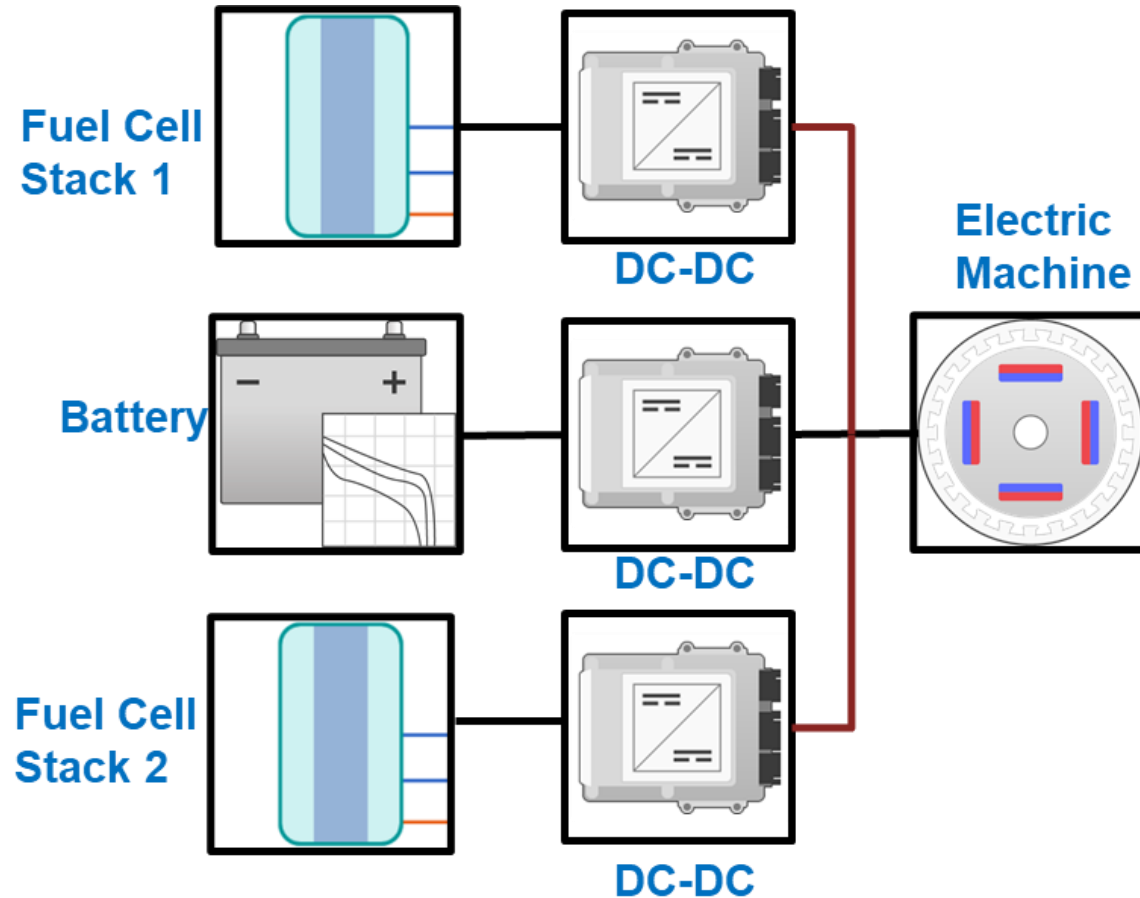 Fuel Cell
Stack 1
DC-DC
Electric
Machine
Battery
DC-DC
Fuel Cell
Stack 2
DC-DC